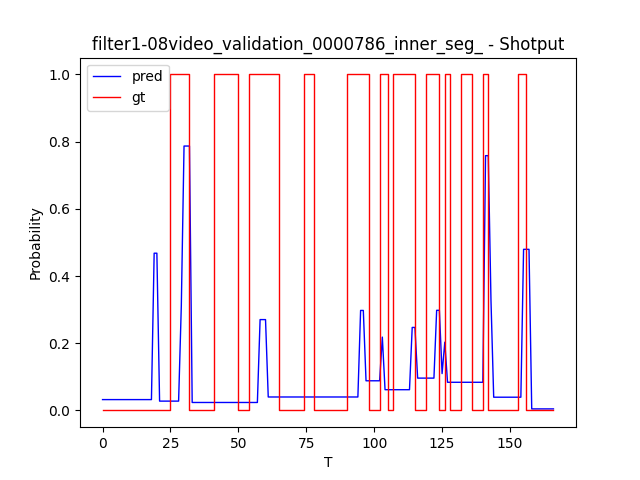 filter1-08video_validation_0000786_inner_seg_ - Shotput
pred
gt
1.0
0.8
0.6
0.4
0.2
0.0
Probability
0 25 50 75 100 125 150
T